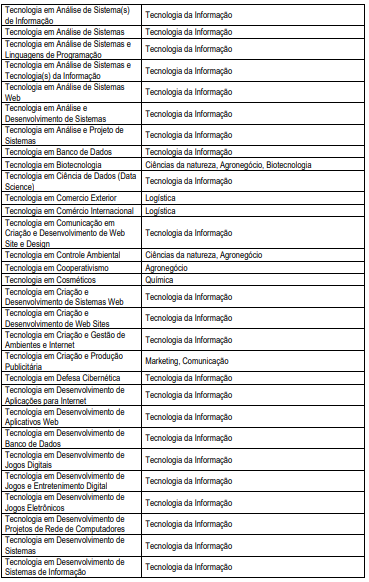 Tecnologia em Análise de Sistema(s)
de Informação
Tecnologia da Informação
Tecnologia em Análise de Sistemas
Tecnologia da Informação
Tecnologia em Análise de Sistemas e
Linguagens de Programação
Tecnologia da Informação
Tecnologia em Análise de Sistemas e
Tecnologia(s) da Informação
Tecnologia da Informação
Tecnologia em Análise de Sistemas
Web
Tecnologia da Informação
Tecnologia em Análise e
Desenvolvimento de Sistemas
Tecnologia da Informação
Tecnologia em Análise e Projeto de
Sistemas
Tecnologia da Informação
Tecnologia em Banco de Dados
Tecnologia da Informação
Tecnologia em Biotecnologia
Ciências da natureza, Agronegócio, Biotecnologia
Tecnologia em Ciência de Dados (Data
Science)
Tecnologia da Informação
Tecnologia em Comercio Exterior
Logística
Tecnologia em Comércio Internacional
Logística
Tecnologia em Comunicação em
Criação e Desenvolvimento de Web
Site e Design
Tecnologia da Informação
Tecnologia em Controle Ambiental
Ciências da natureza, Agronegócio
Tecnologia em Cooperativismo
Agronegócio
Tecnologia em Cosméticos
Química
Tecnologia em Criação e
Desenvolvimento de Sistemas Web
Tecnologia da Informação
Tecnologia em Criação e
Desenvolvimento de Web Sites
Tecnologia da Informação
Tecnologia em Criação e Gestão de
Ambientes e Internet
Tecnologia da Informação
Tecnologia em Criação e Produção
Publicitária
Marketing, Comunicação
Tecnologia em Defesa Cibernética
Tecnologia da Informação
Tecnologia em Desenvolvimento de
Aplicações para Internet
Tecnologia da Informação
Tecnologia em Desenvolvimento de
Aplicativos Web
Tecnologia da Informação
Tecnologia em Desenvolvimento de
Banco de Dados
Tecnologia da Informação
Tecnologia em Desenvolvimento de
Jogos Digitais
Tecnologia da Informação
Tecnologia em Desenvolvimento de
Jogos e Entretenimento Digital
Tecnologia da Informação
Tecnologia em Desenvolvimento de
Jogos Eletrônicos
Tecnologia da Informação
Tecnologia em Desenvolvimento de
Projetos de Rede de Computadores
Tecnologia da Informação
Tecnologia em Desenvolvimento de
Sistemas
Tecnologia da Informação
Tecnologia em Desenvolvimento de
Sistemas de Informação
Tecnologia da Informação